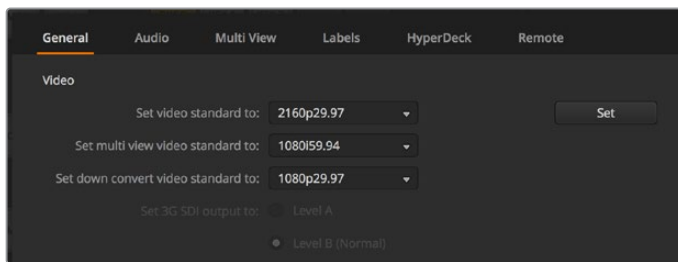 General Audio Multi View Labels HyperDeck Remote
Video
Set video standard to: 2160p29.97 Set
Set multi view video standard to: 1080i59.94
Set down convert video standard to: 1080p29.97
Set 3G SDI output to: Level A
Level B (Normal)